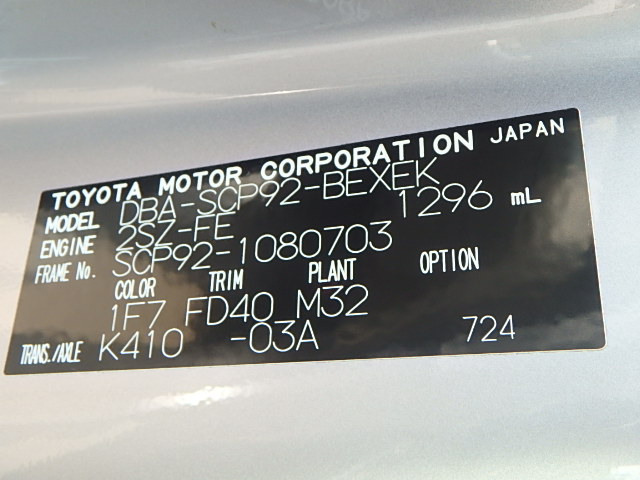 TOYOTA MOTOR CORPORATION JAPAN
MODEL DBA-SCP92-BEXEK
ENGINE 2SZ-FE 1296 mL
FRAME No. SCP92-1080703
COLOR TRIM PLANT OPTION
1F7 FD40 M32
TRANS./AXLE K410 -03A 724